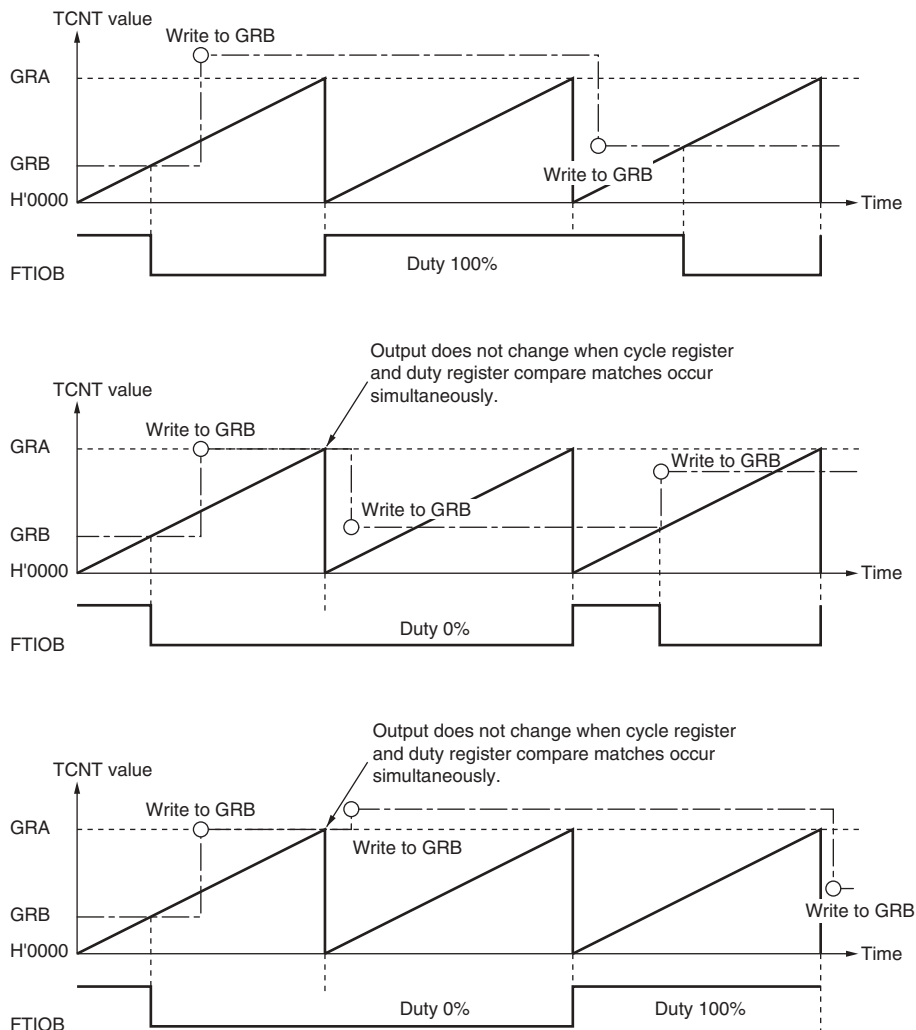 TCNT value
Write to GRB
GRA
GRB
Write to GRB
H'0000
Time
Duty 100%
FTIOB
Output does not change when cycle register
and duty register compare matches occur
simultaneously.
TCNT value
Write to GRB
GRA
Write to GRB
Write to GRB
GRB
H'0000
Time
Duty 0%
FTIOB
Output does not change when cycle register
and duty register compare matches occur
simultaneously.
TCNT value
Write to GRB
GRA
Write to GRB
GRB
Write to GRB
H'0000
Time
Duty 0%
Duty 100%
FTIOB